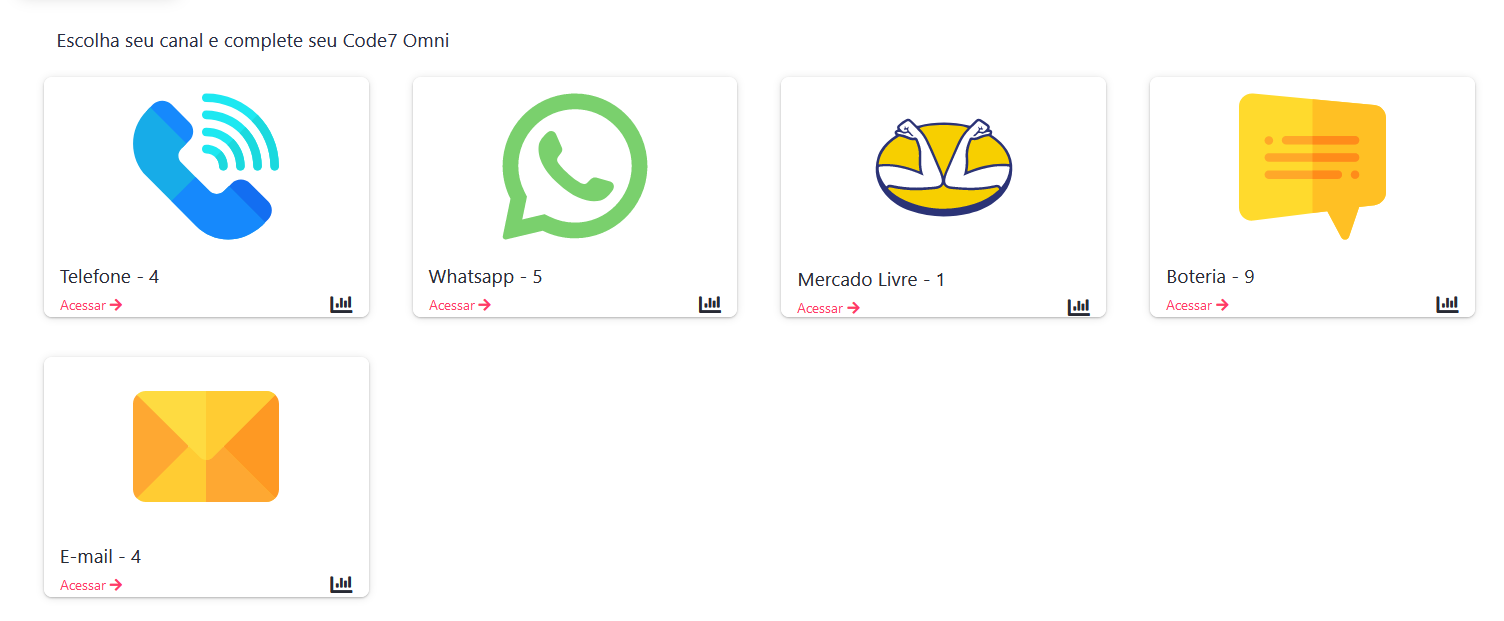 Escolha seu canal e complete seu Code7 Omni
Telefone - 4
Acessar
Whatsapp - 5
Acessar
Mercado Livre - 1
Acessar
Boteria - 9
Acessar
E-mail - 4
Acessar